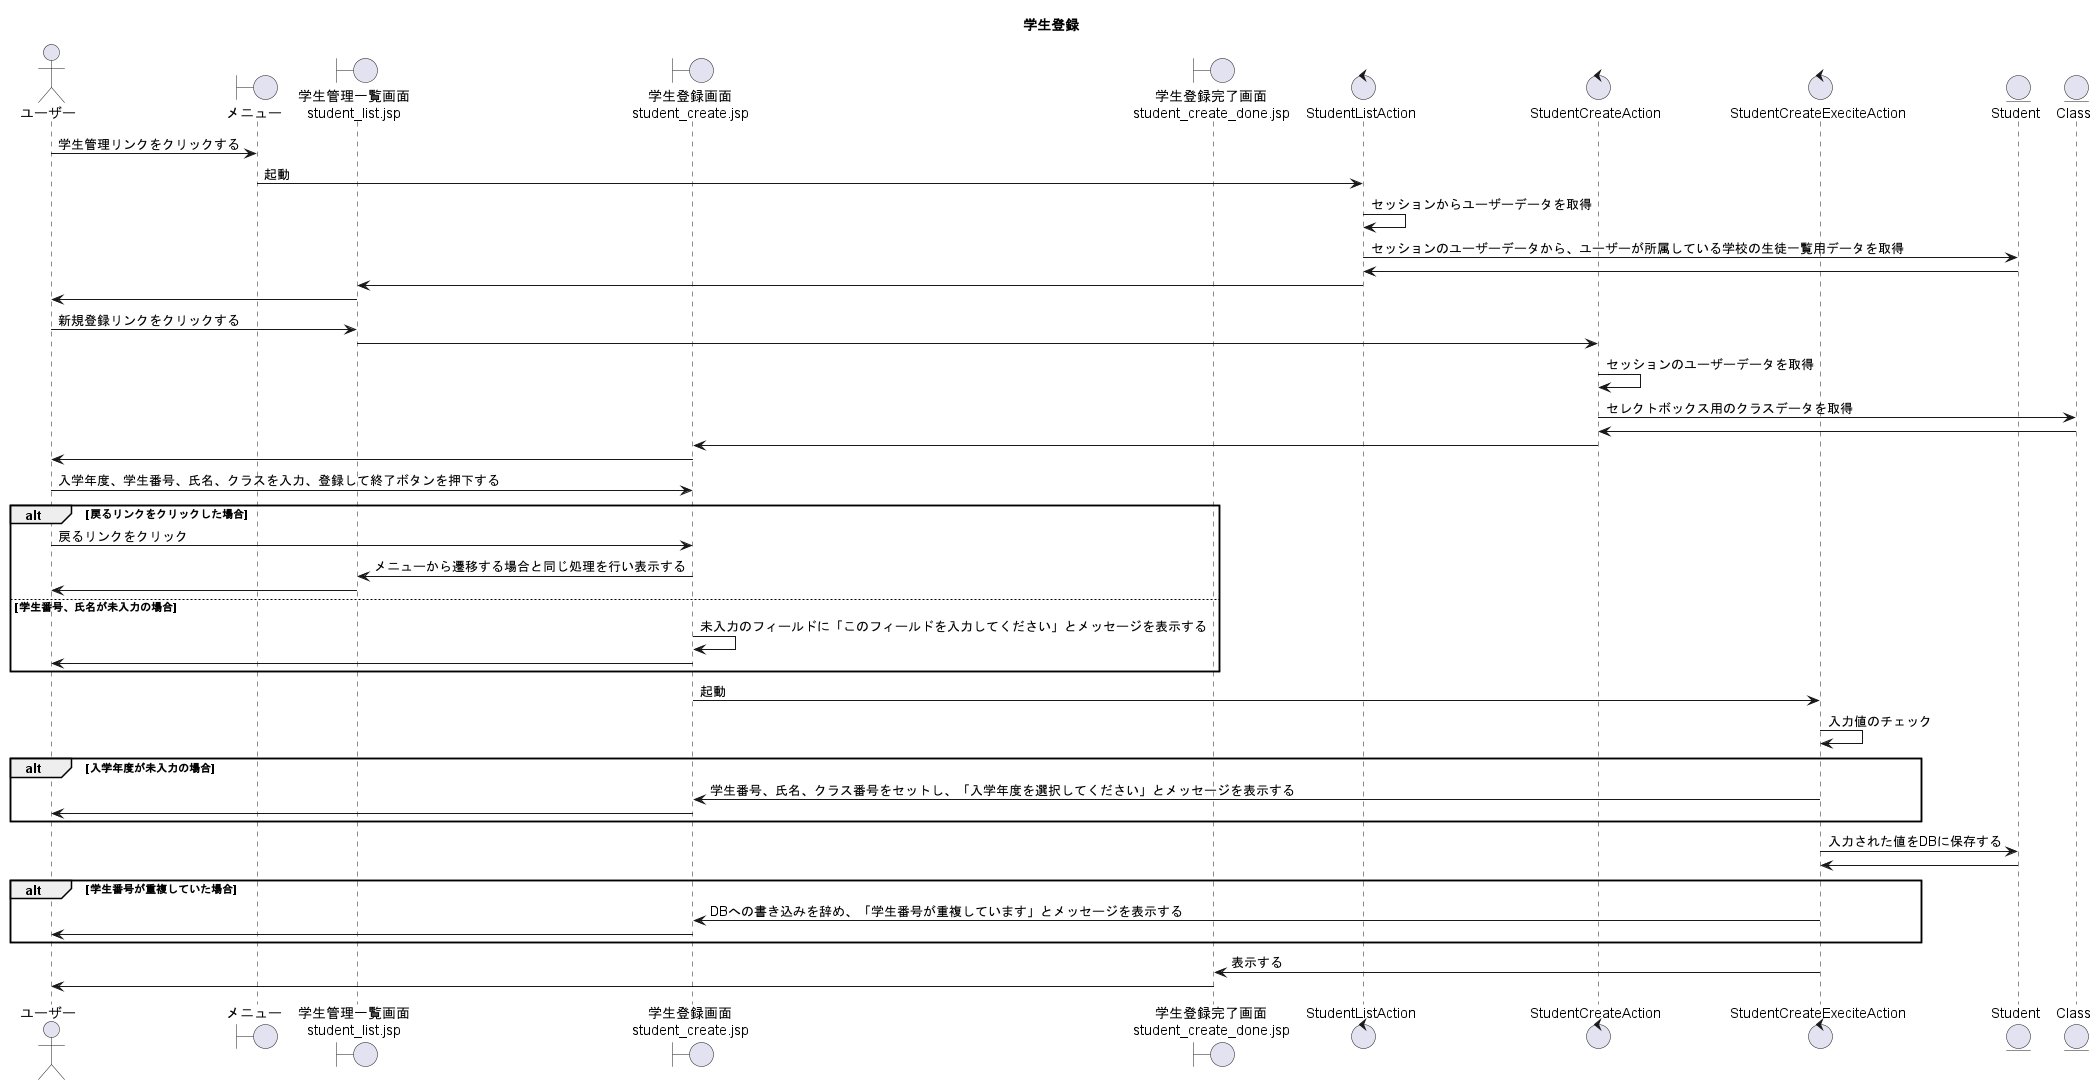 学生登録
ユーザー
メニュー
学生管理一覧画面
student_list.jsp
学生登録画面
student_create.jsp
学生登録完了画面
student_create_done.jsp
StudentListAction
StudentCreateAction
StudentCreateExeciteAction
Student
Class
学生管理リンクをクリックする
起動
セッションからユーザーデータを取得
セッションのユーザーデータから、ユーザーが所属している学校の生徒一覧用データを取得
新規登録リンクをクリックする
セッションのユーザーデータを取得
セレクトボックス用のクラスデータを取得
入学年度、学生番号、氏名、クラスを入力、登録して終了ボタンを押下する
alt [戻るリンクをクリックした場合]
戻るリンクをクリック
メニューから遷移する場合と同じ処理を行い表示する
[学生番号、氏名が未入力の場合]
未入力のフィールドに「このフィールドを入力してください」とメッセージを表示する
起動
入力値のチェック
alt [入学年度が未入力の場合]
学生番号、氏名、クラス番号をセットし、「入学年度を選択してください」とメッセージを表示する
入力された値をDBに保存する
alt [学生番号が重複していた場合]
DBへの書き込みを辞め、「学生番号が重複しています」とメッセージを表示する
表示する
ユーザー
メニュー
学生管理一覧画面
student_list.jsp
学生登録画面
student_create.jsp
学生登録完了画面
student_create_done.jsp
StudentListAction
StudentCreateAction
StudentCreateExeciteAction
Student
Class